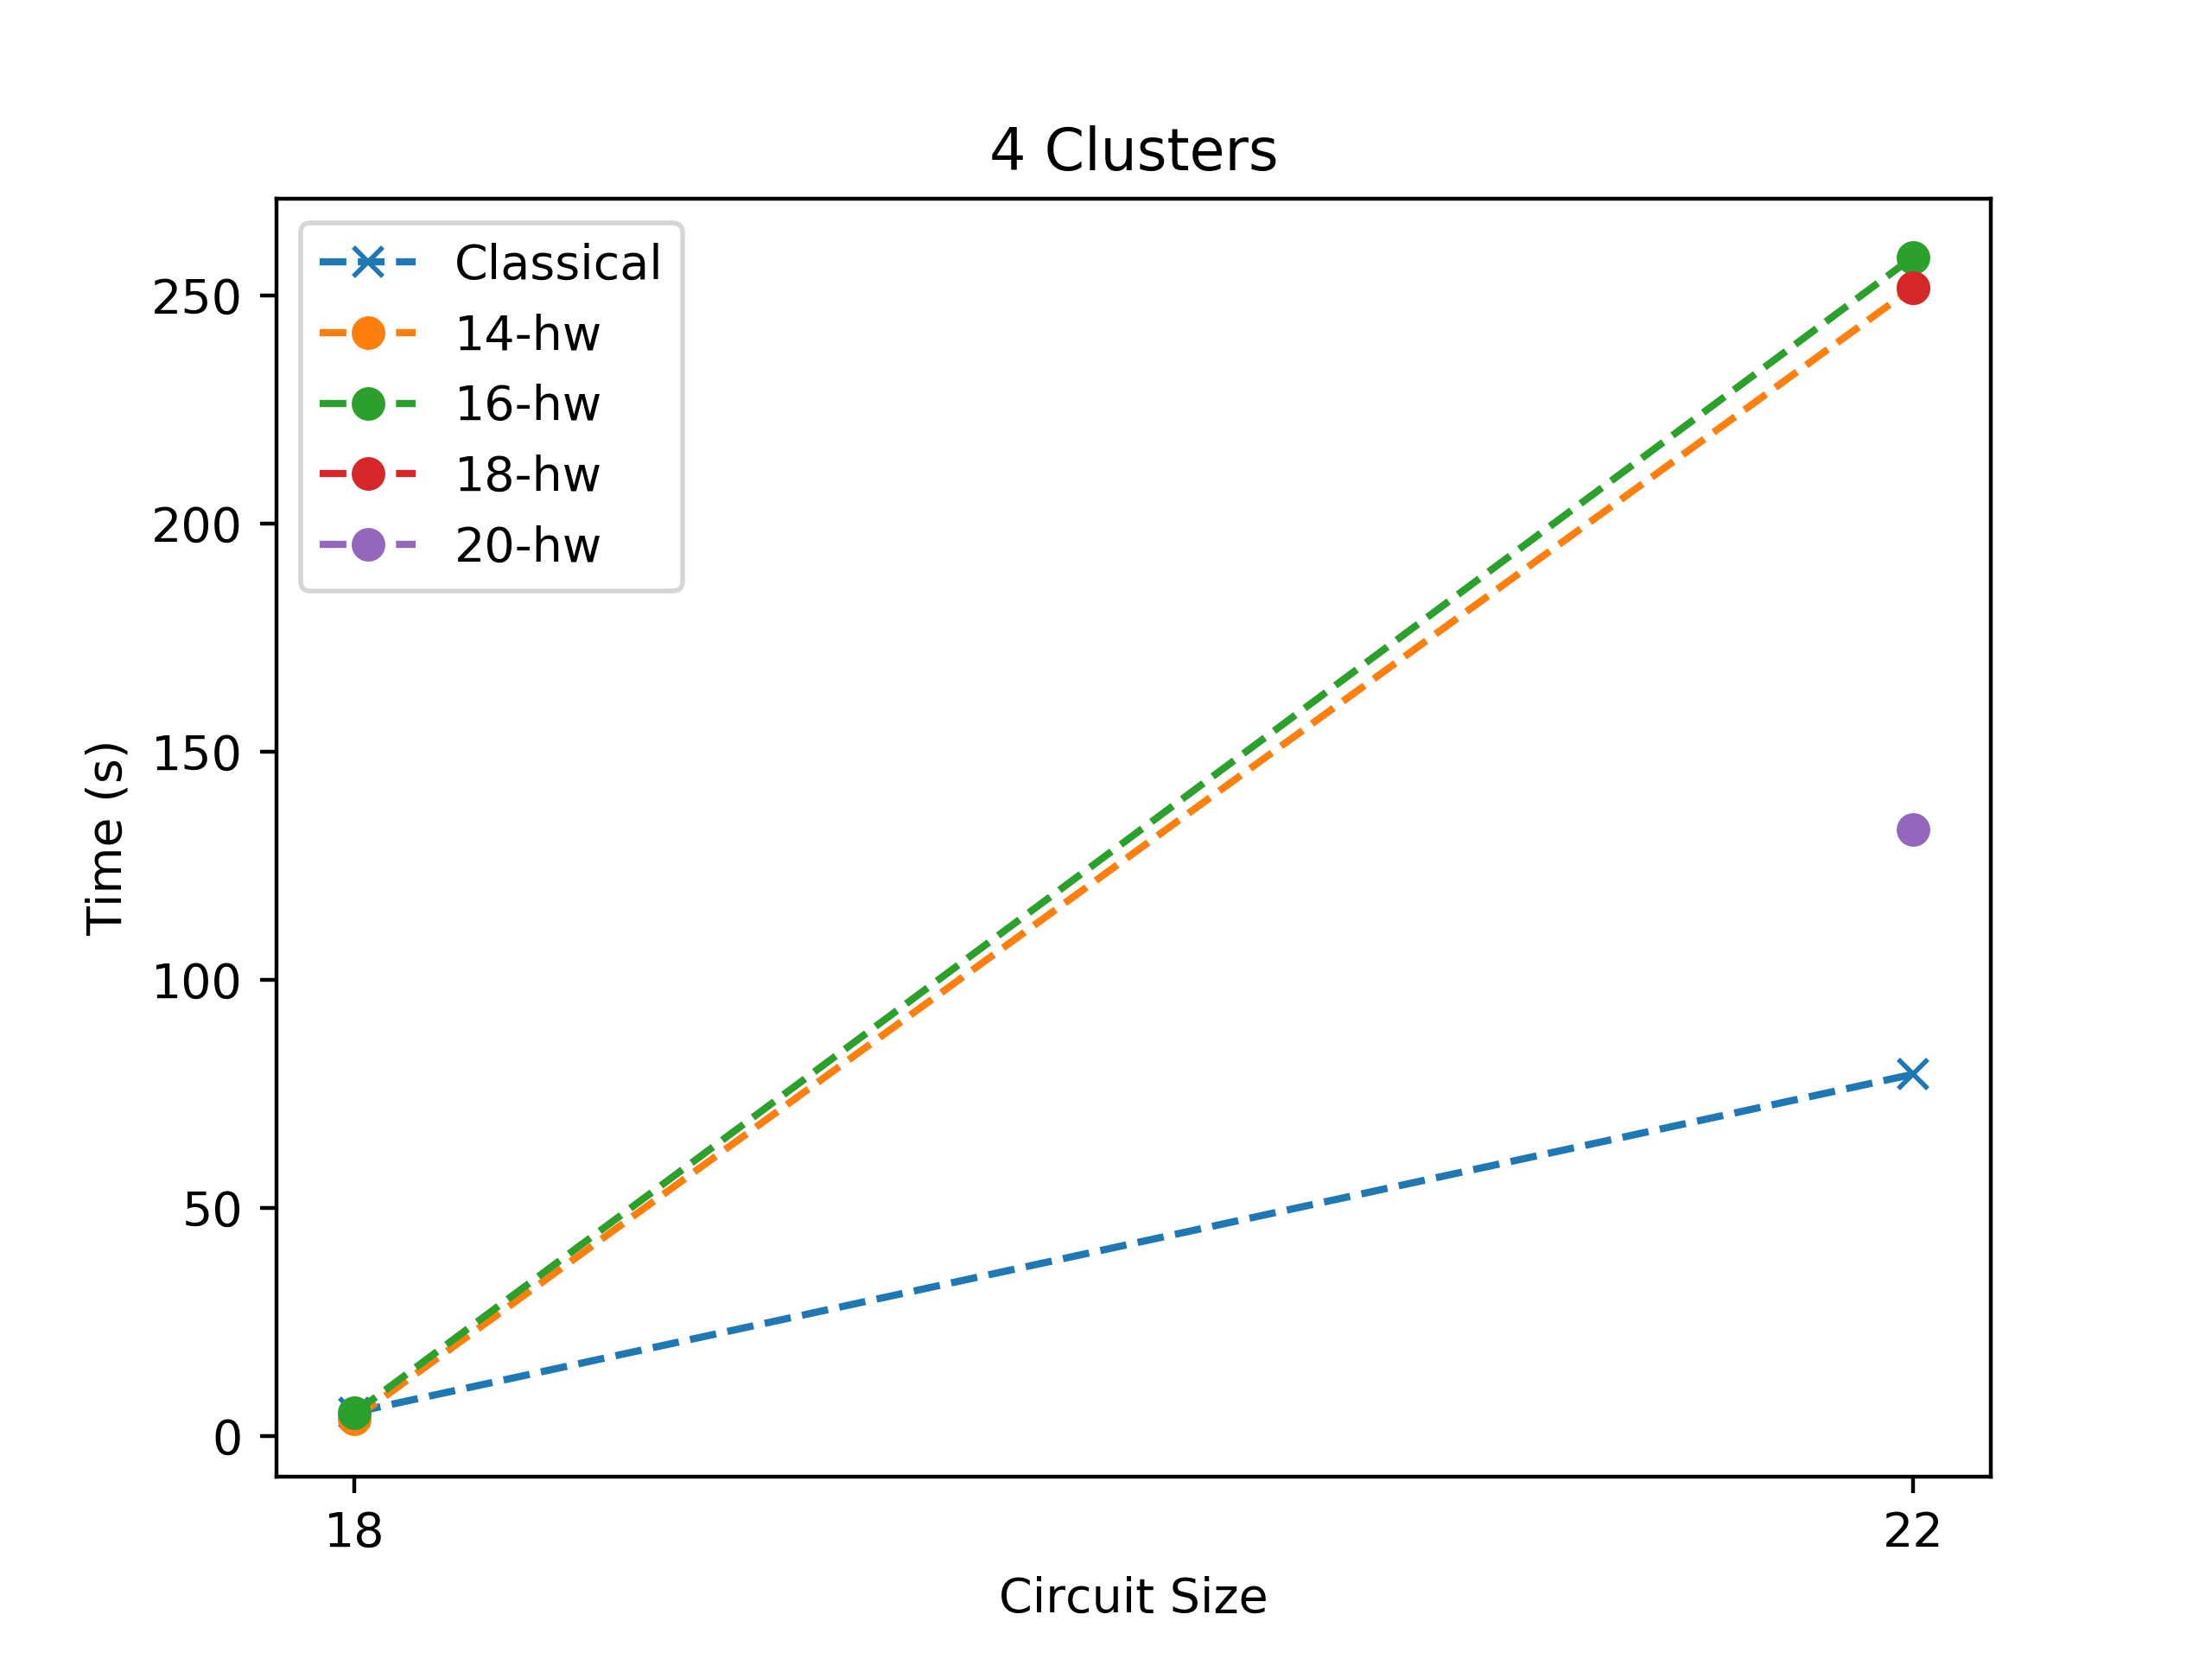 4 Clusters
Classical
14-hw
16-hw
18-hw
20-hw
250
200
150
100
50
0
Time (s)
18
22
Circuit Size